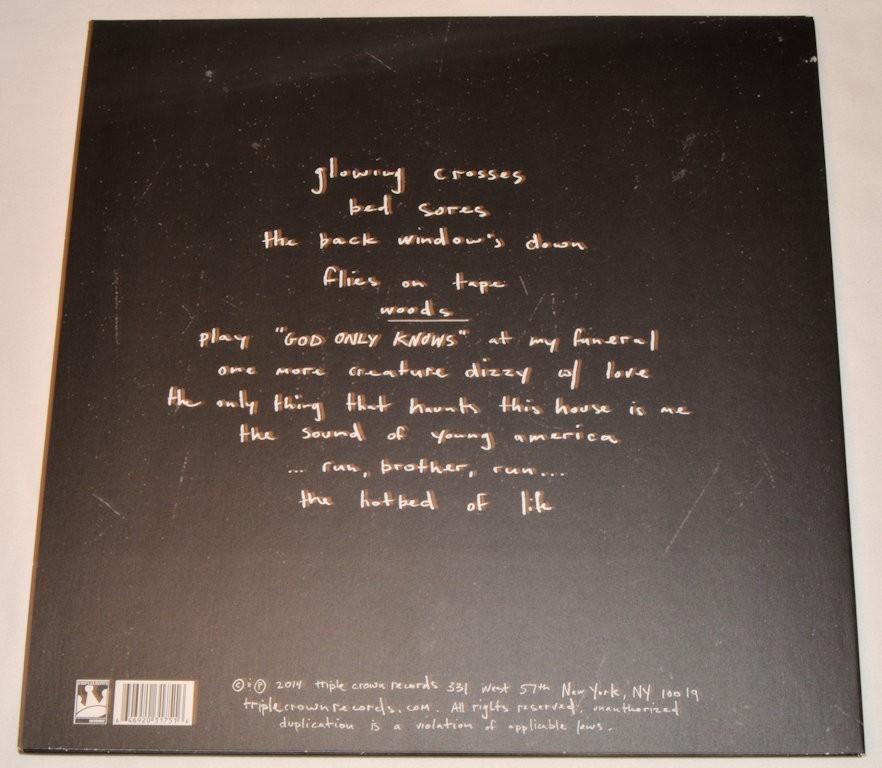 glowing crosses
bed sores
the back window's down
flies on tape
woods
play "GOD ONLY KNOWS" at my funeral
one more creature dizzy w/ love
the only thing that haunts this house is me
the sound of young america
... run, brother, run...
the hotbed of life
© & ℗ 2014 triple crown records 331 west 57th New York, NY 10019
triplecrownrecords.com. All rights reserved. unauthorized
duplication is a violation of applicable laws.